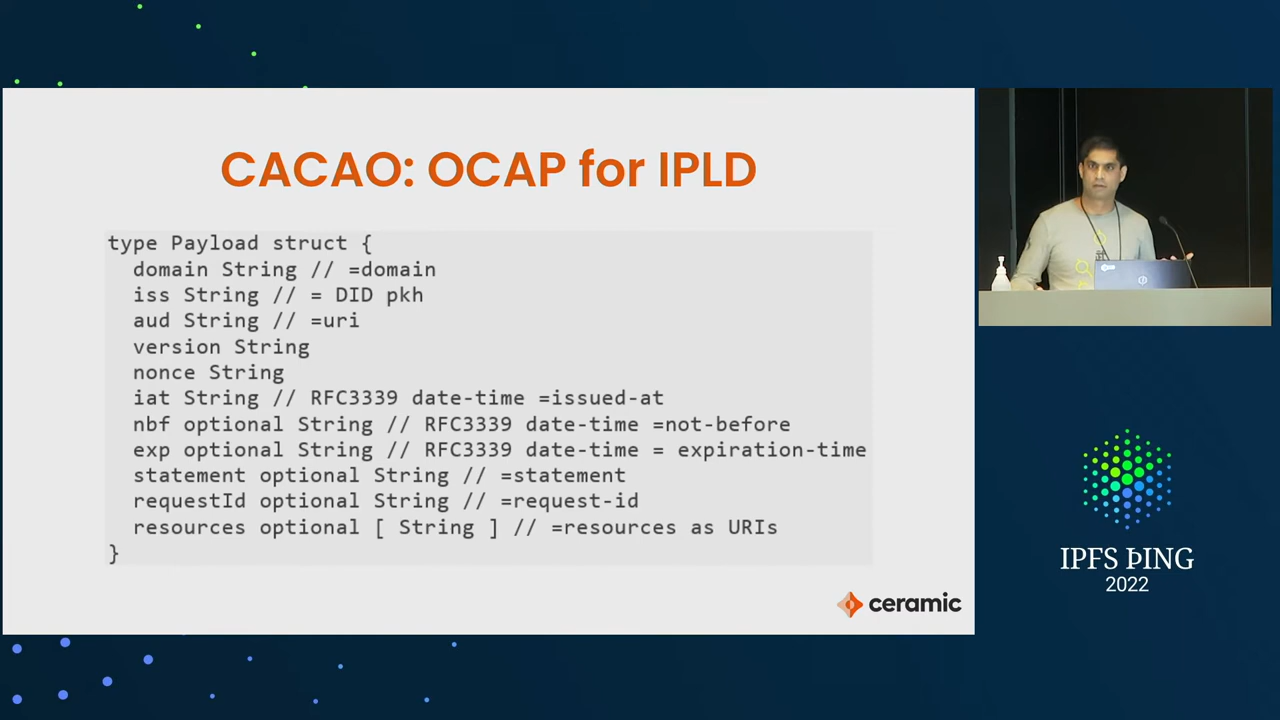 CACAO: OCAP for IPLD
type Payload struct {
domain String // =domain
iss String // = DID pkh
aud String // =uri
version String
nonce String
iat String // RFC3339 date-time =issued-at
nbf optional String // RFC3339 date-time =not-before
exp optional String // RFC3339 date-time = expiration-time
statement optional String // =statement
requestId optional String // =request-id
resources optional [ String ] // =resources as URIs
}
ceramic
IPFS ÞING
2022